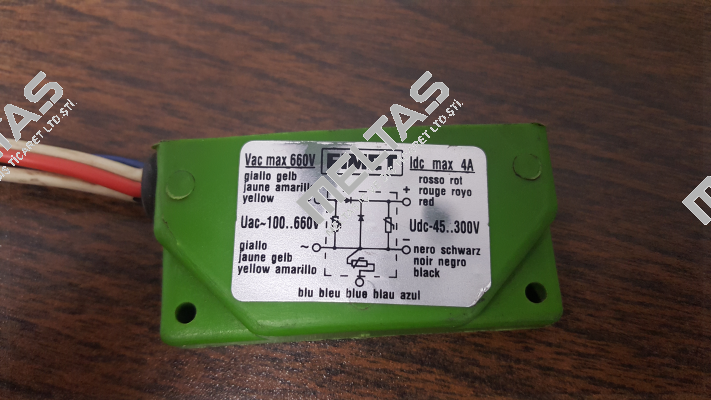 Vac max 660V
Idc max 4A
giallo gelb
jaune amarillo
yellow
+
rosso rot
rouge royo
red
Uac~100..660V
Udc-45..300V
giallo
jaune gelb
yellow amarillo
~
−
nero schwarz
noir negro
black
blu bleu blue blau azul
METAS
METAS